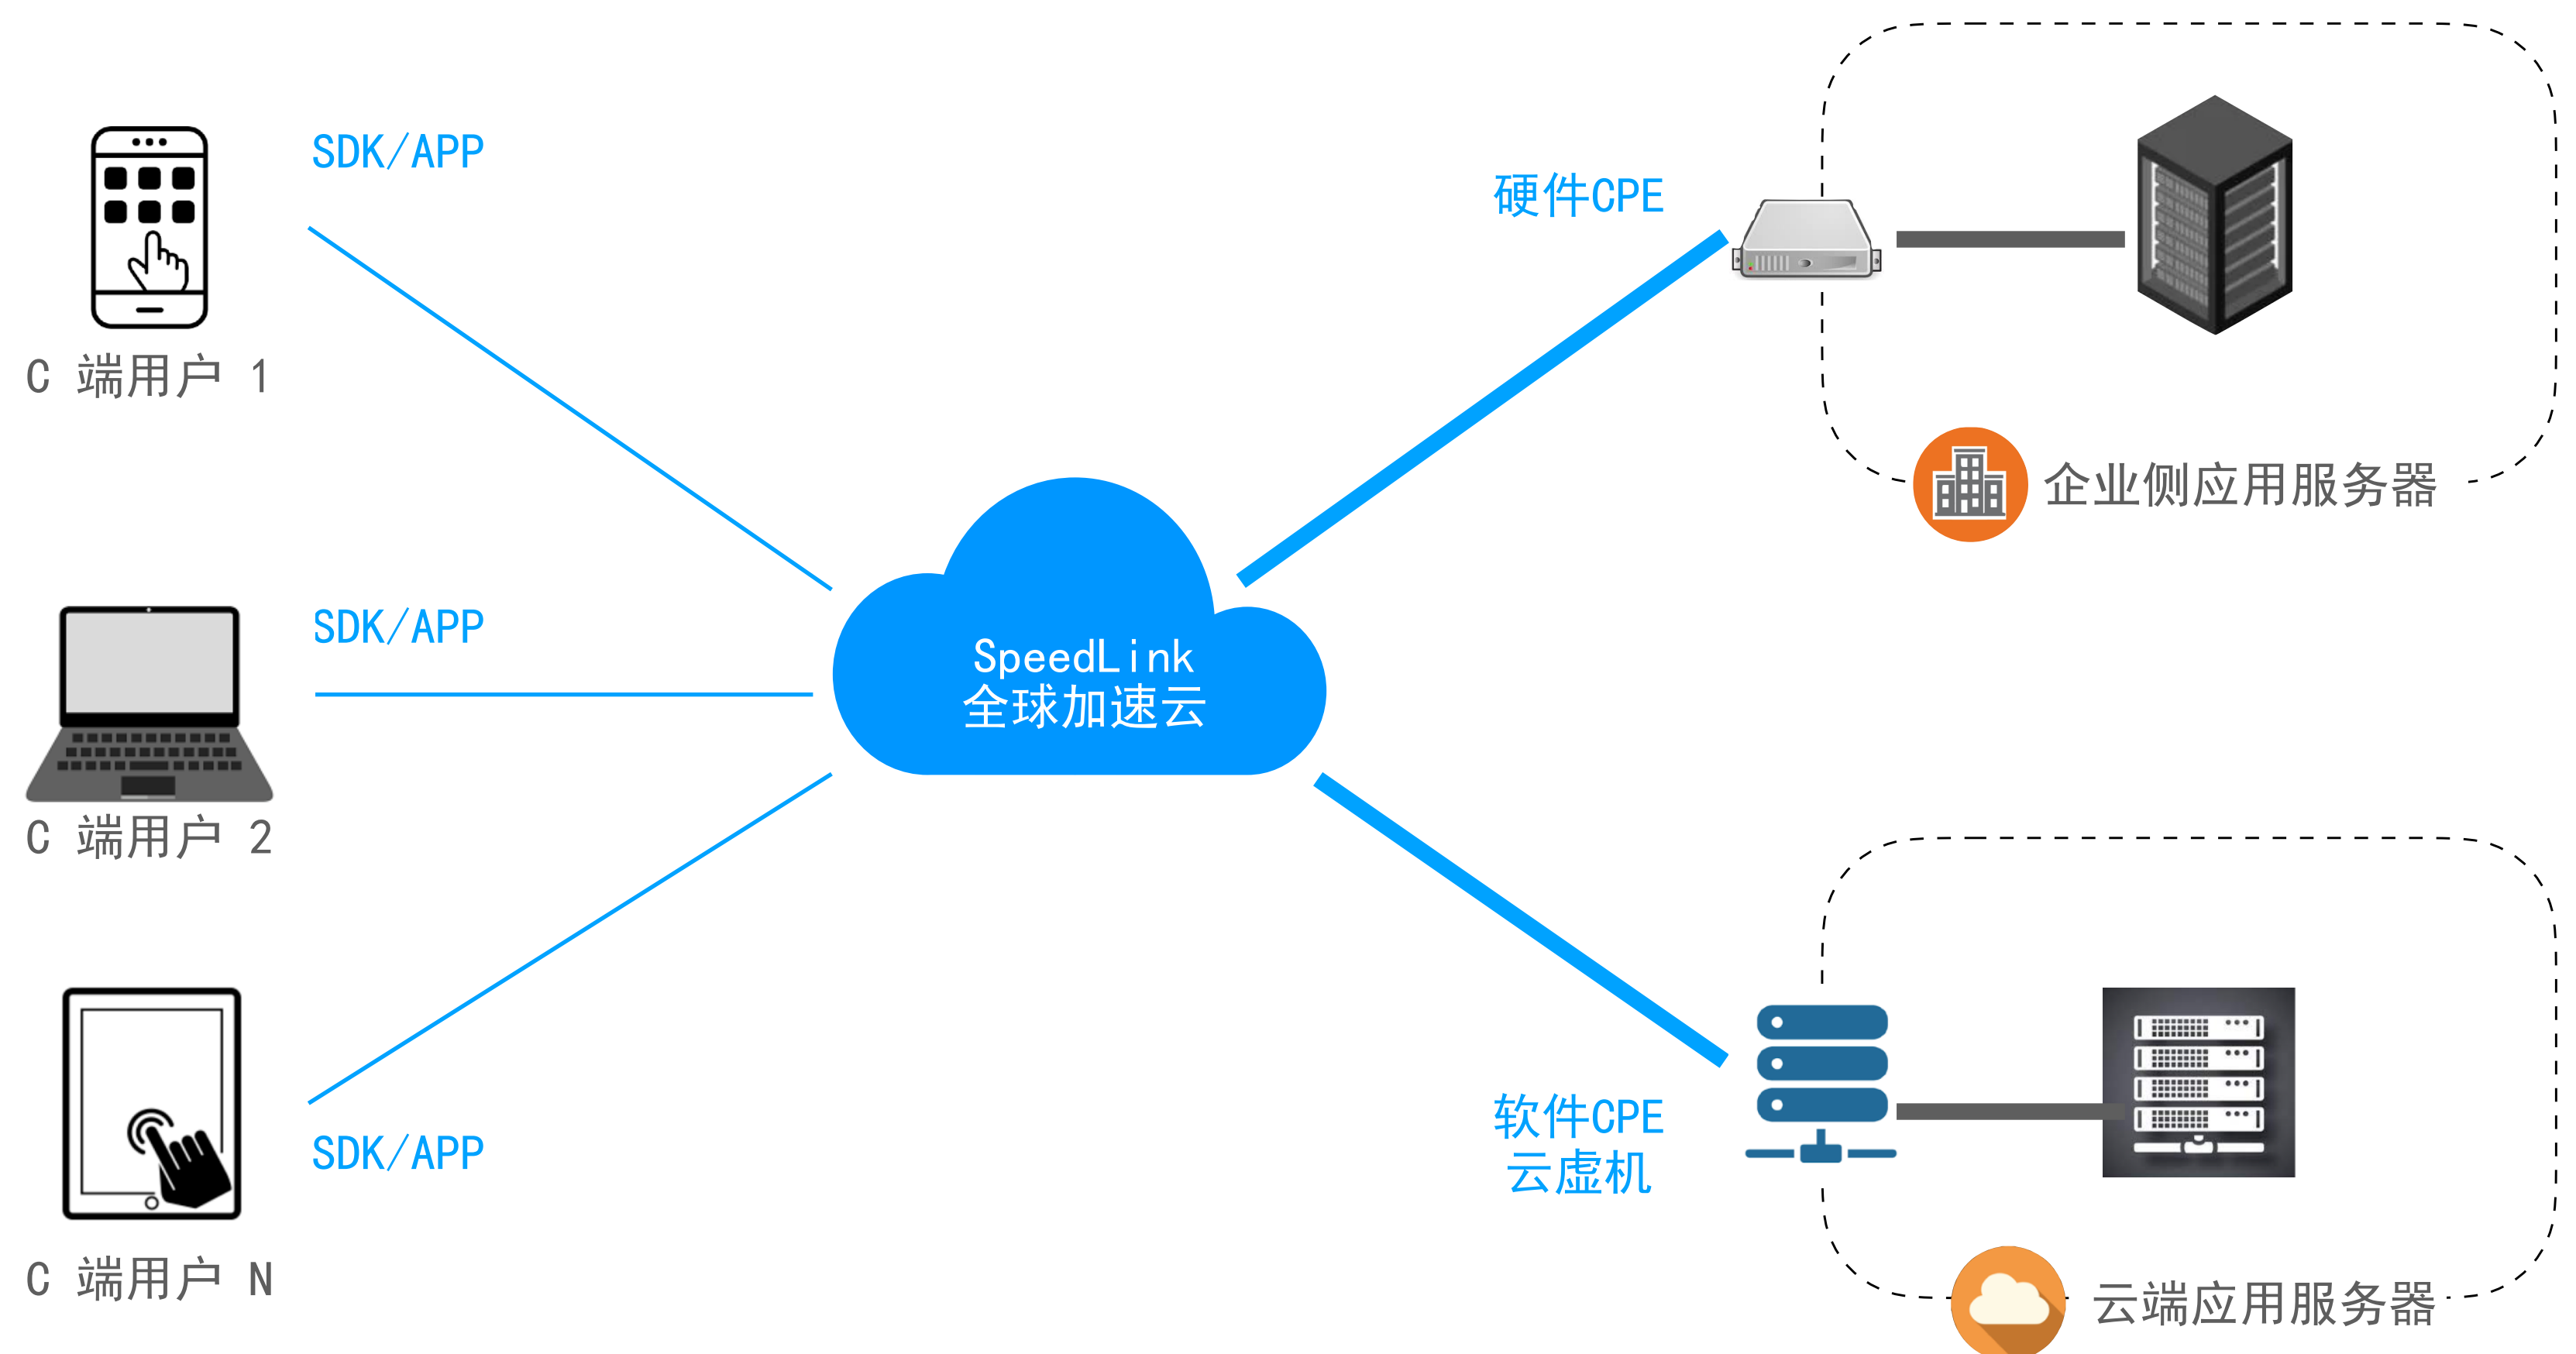 SDK/APP
C 端用户 1
SDK/APP
C 端用户 2
SDK/APP
C 端用户 N
SpeedLink
全球加速云
硬件CPE
企业侧应用服务器
软件CPE
云虚机
云端应用服务器